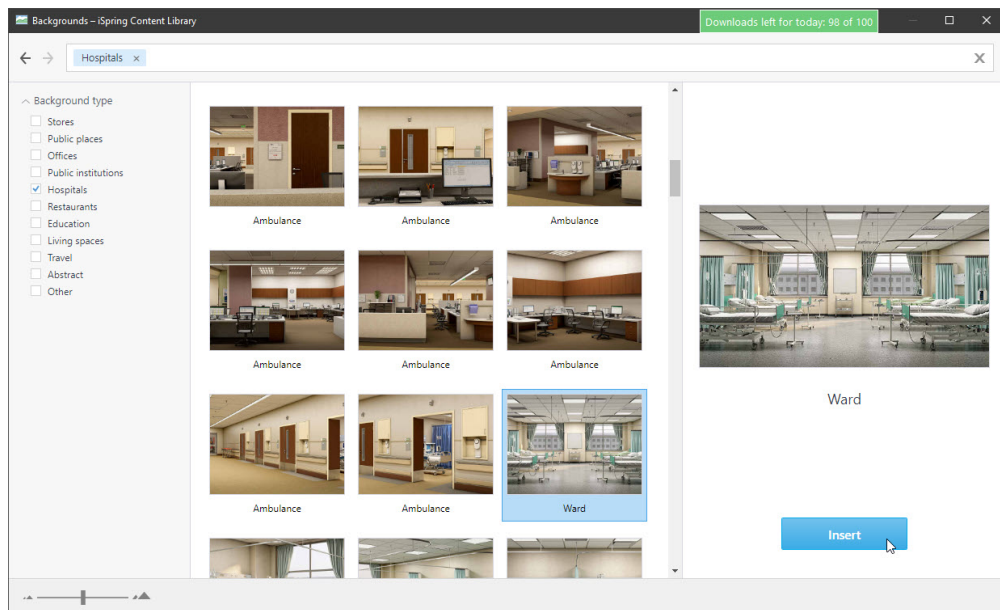 Backgrounds – iSpring Content Library
Downloads left for today: 98 of 100
Hospitals
Background type
Stores
Public places
Offices
Public institutions
Hospitals
Restaurants
Education
Living spaces
Travel
Abstract
Other
Ambulance
Ambulance
Ambulance
Ambulance
Ambulance
Ambulance
Ambulance
Ambulance
Ward
Ward
Insert